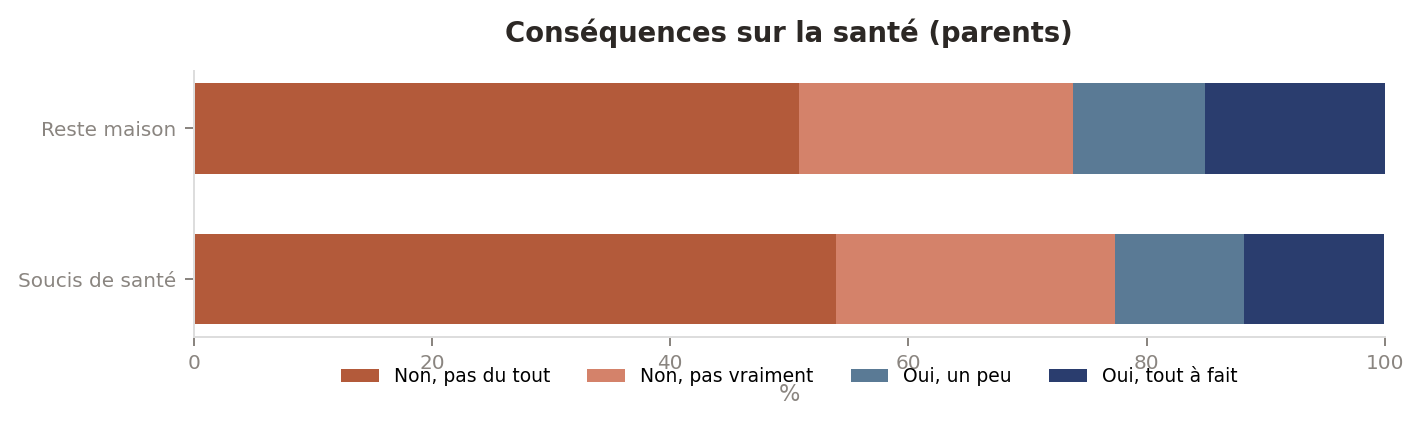 Conséquences sur la santé (parents)
Reste maison
Soucis de santé
0 20 40 60 80 100
Non, pas du tout Non, pas vraiment Oui, un peu Oui, tout à fait
%